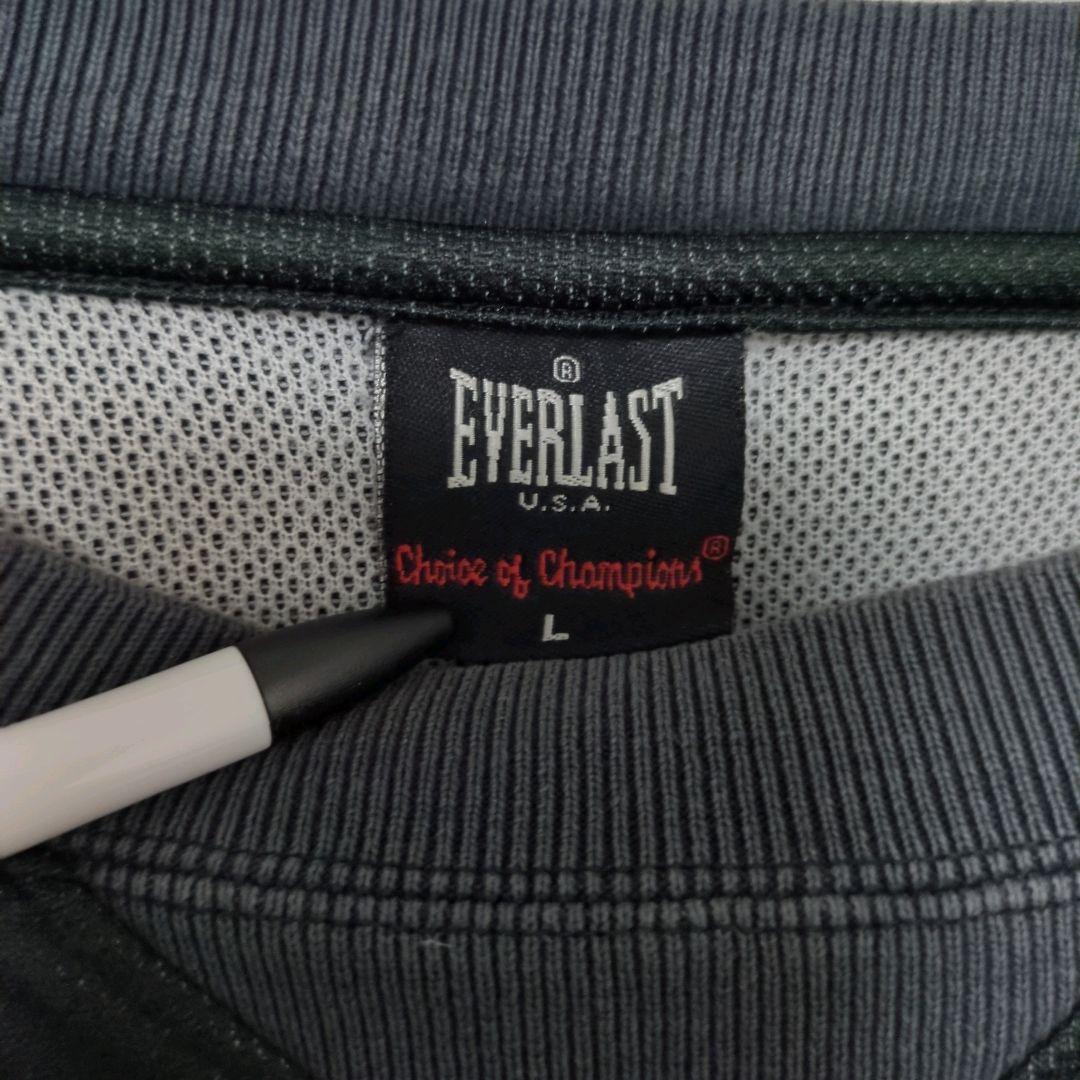 ®
EVERLAST
U.S.A.
Choice of Champions®
L